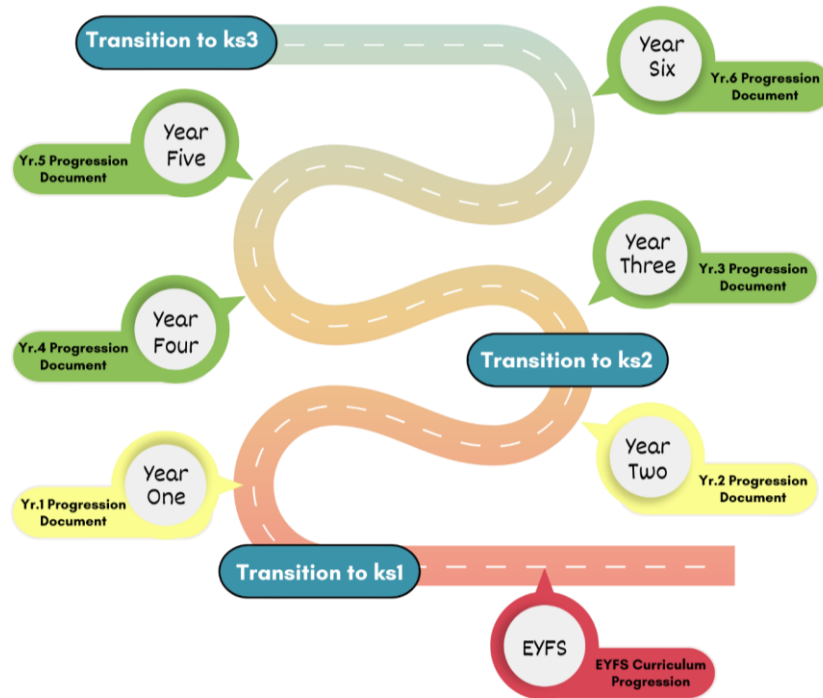 Transition to ks3
Year
Six
Yr.6 Progression
Document
Year
Five
Yr.5 Progression
Document
Year
Three
Yr.3 Progression
Document
Year
Four
Yr.4 Progression
Document
Transition to ks2
Year
One
Yr.1 Progression
Document
Year
Two
Yr.2 Progression
Document
Transition to ks1
EYFS
EYFS Curriculum
Progression